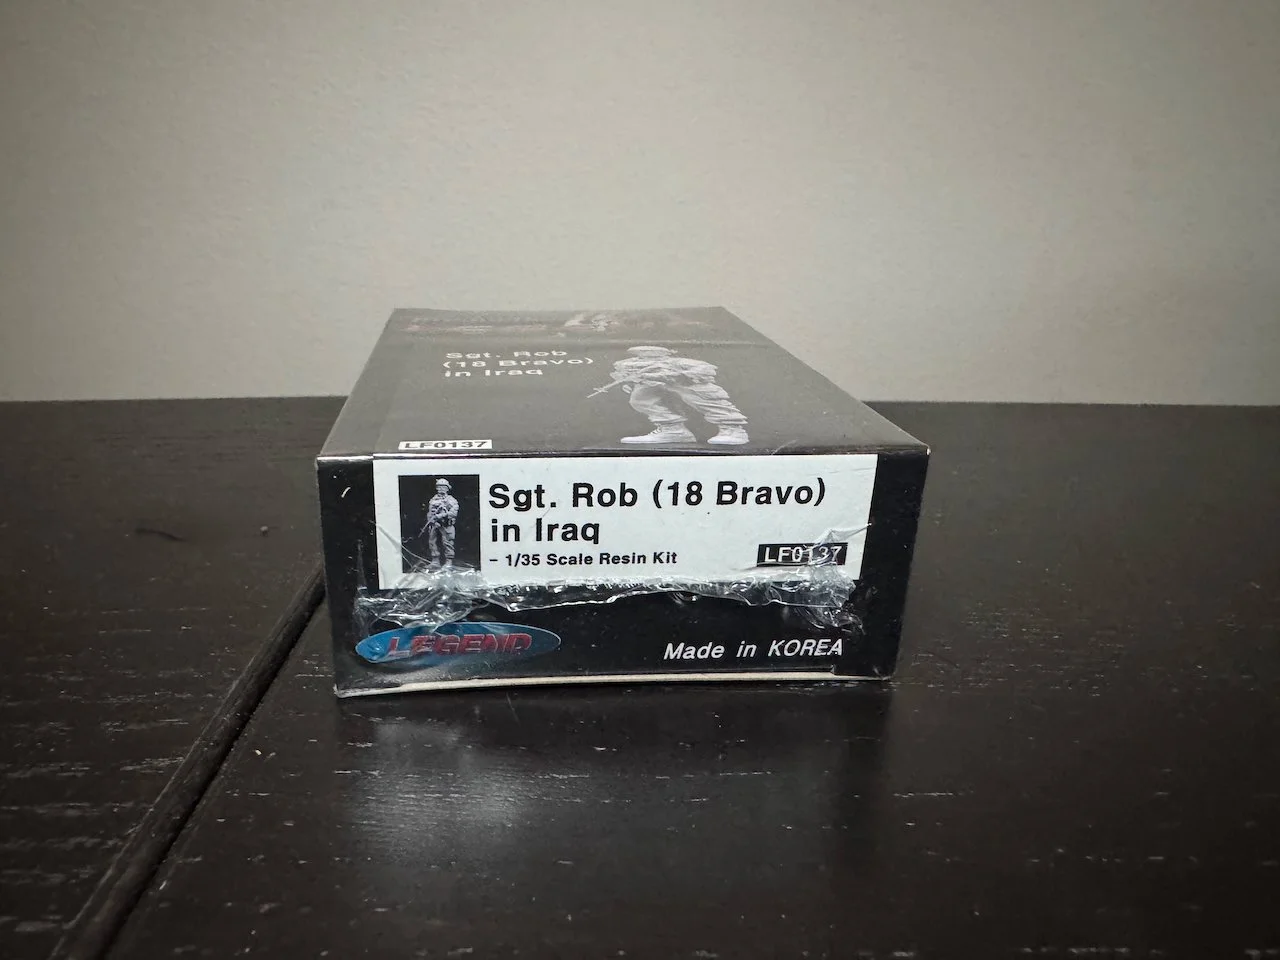 Sgt. Rob
(18 Bravo)
in Iraq
LF0137
Sgt. Rob (18 Bravo)
in Iraq
- 1/35 Scale Resin Kit
LF0137
LEGEND
Made in KOREA